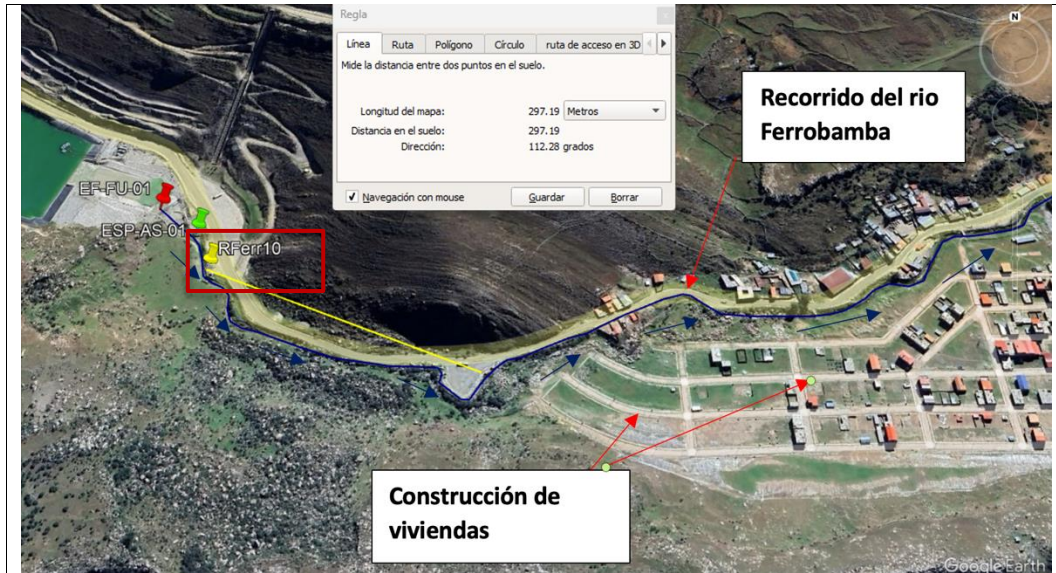 Regla
Línea Ruta Polígono Círculo ruta de acceso en 3D
Mide la distancia entre dos puntos en el suelo.
Longitud del mapa: 297.19 Metros
Distancia en el suelo: 297.19
Dirección: 112.28 grados
Navegación con mouse Guardar Borrar
N
Recorrido del rio
Ferrobamba
EF-FU-01
ESP-AS-01
RFerr10
Construcción de
viviendas
Google Earth